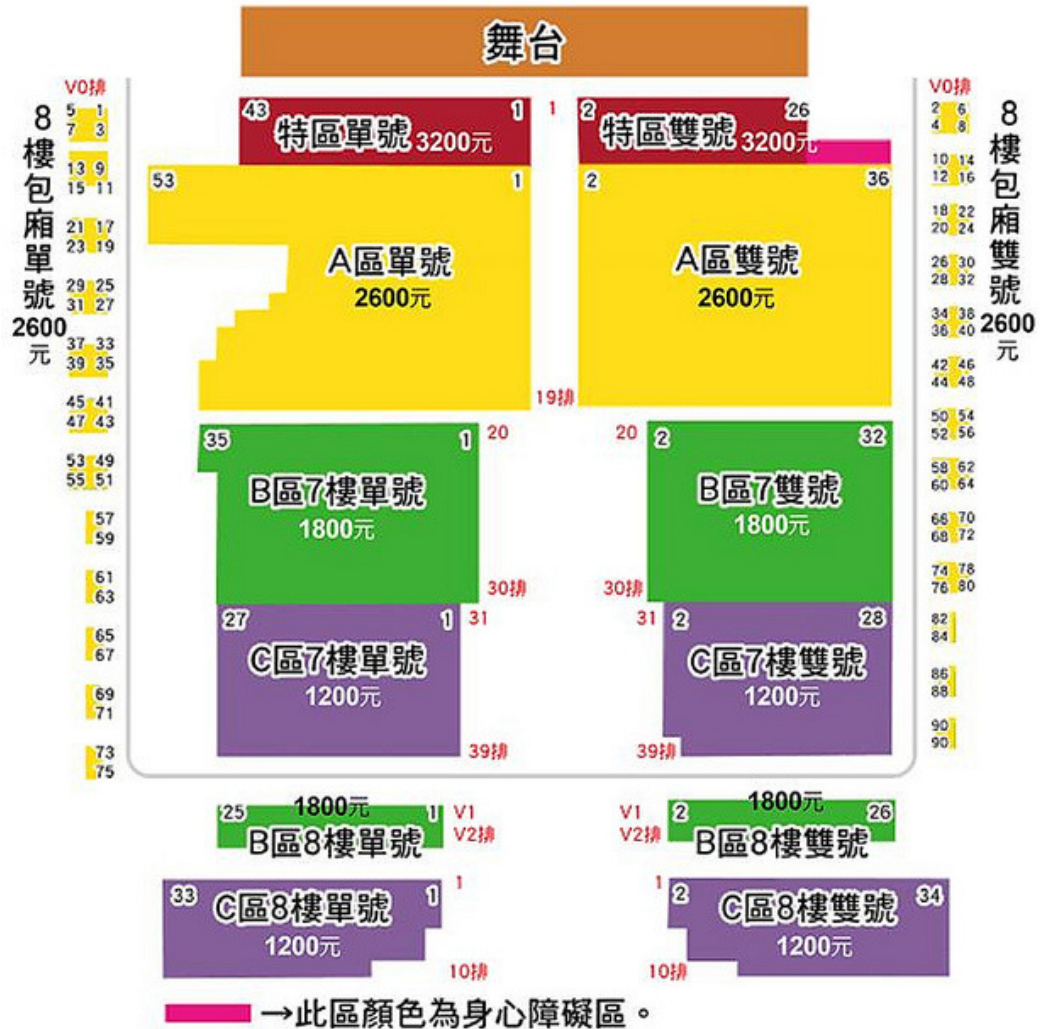 舞台
8樓包廂單號
2600元
V0排
5 1
7 3
13 9
15 11
21 17
23 19
29 25
31 27
37 33
39 35
45 41
47 43
53 49
55 51
57
59
61
63
65
67
69
71
73
75
43 1
特區單號 3200元
1
2 26
特區雙號 3200元
53 1
A區單號
2600元
19排
2 36
A區雙號
2600元
35 1
B區7樓單號
1800元
20
30排
20
30排
2 32
B區7雙號
1800元
27 1
C區7樓單號
1200元
31
39排
31
39排
2 28
C區7樓雙號
1200元
V0排
2 6
4 8
10 14
12 16
18 22
20 24
26 30
28 32
34 38
36 40
42 46
44 48
50 54
52 56
58 62
60 64
66 70
68 72
74 78
76 80
82
84
86
88
90
90
8樓包廂雙號
2600元
1800元
25 1
B區8樓單號
V1
V2排
V1
V2排
1800元
2 26
B區8樓雙號
33 1
C區8樓單號
1200元
1
10排
1
10排
2 34
C區8樓雙號
1200元
→此區顏色為身心障礙區。